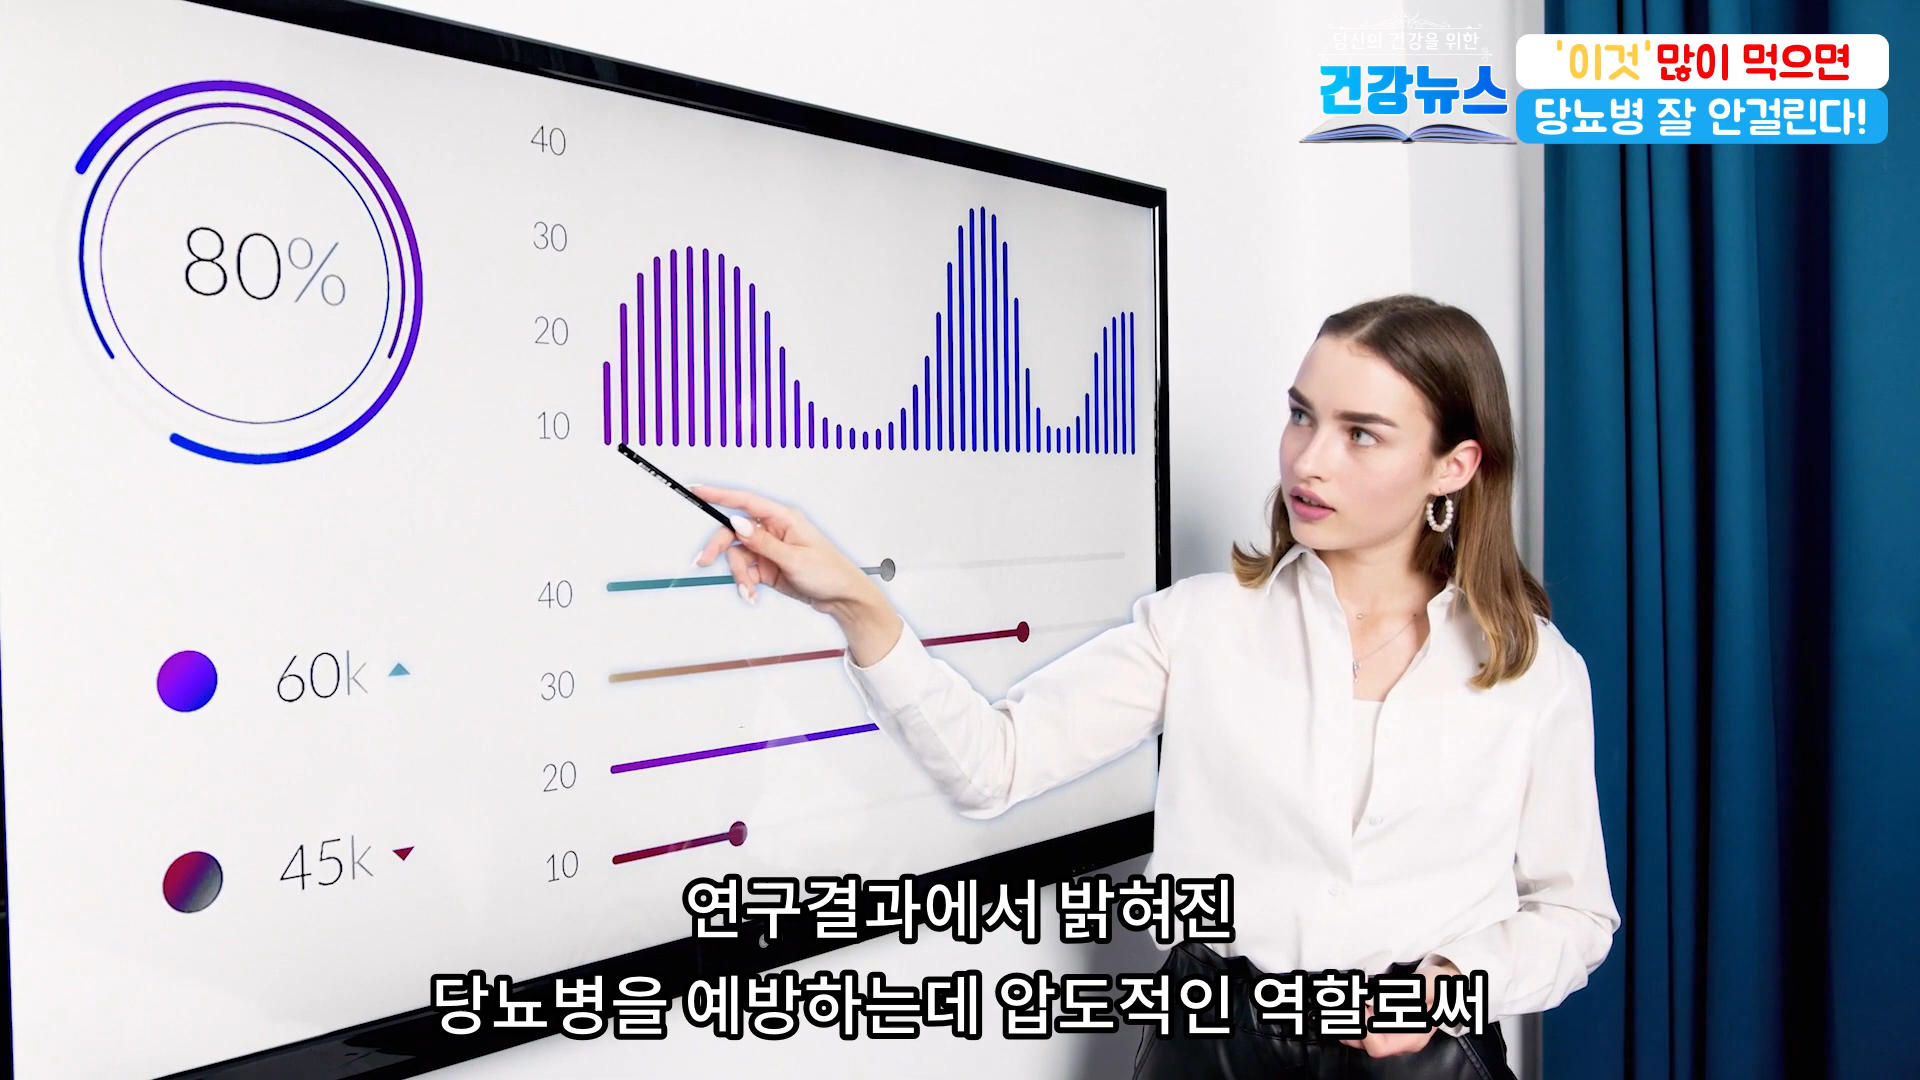 당신의 건강을 위한
건강뉴스
'이것'많이 먹으면
당뇨병 잘 안걸린다!
80%
40
30
20
10
40
30
20
10
60k
45k
연구결과에서 밝혀진
당뇨병을 예방하는데 압도적인 역할로써